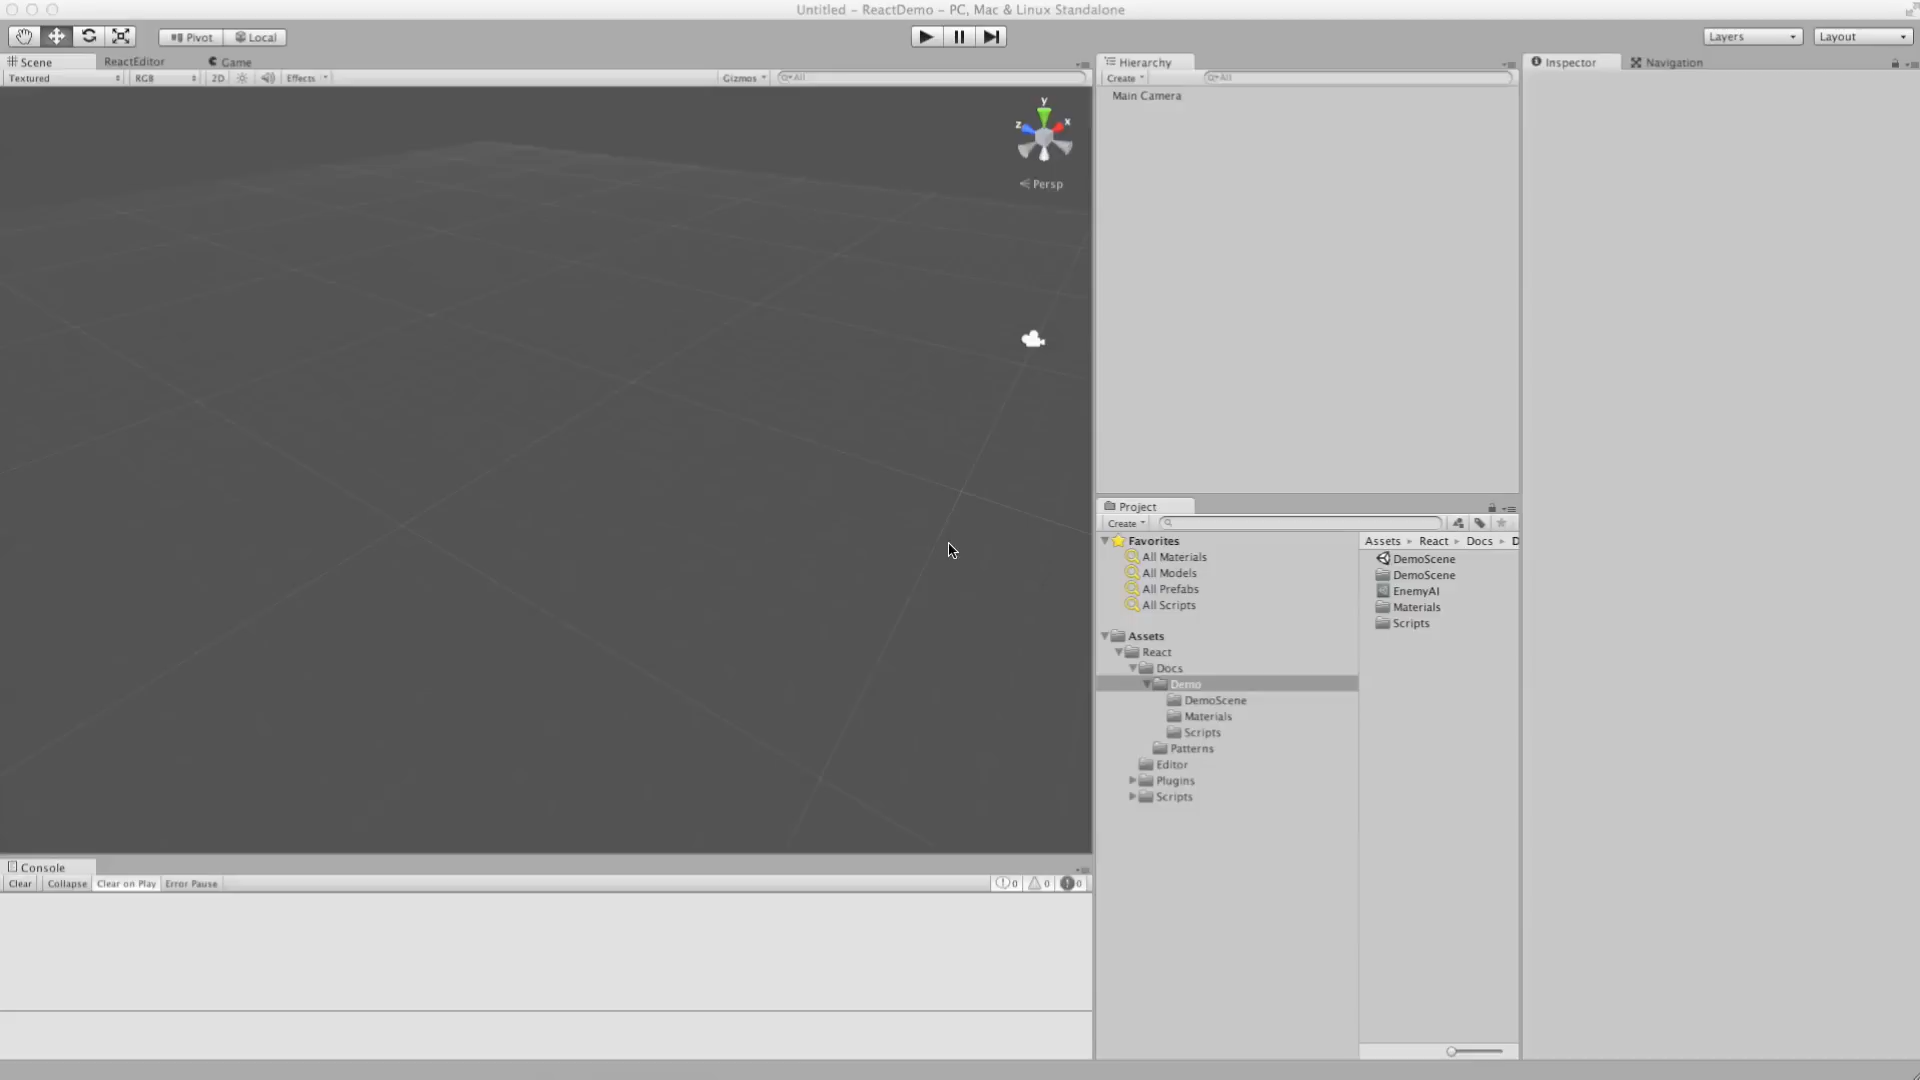 Untitled – ReactDemo – PC, Mac & Linux Standalone
Pivot Local
Layers Layout
Scene ReactEditor Game
Textured RGB 2D Effects Gizmos All
y
x
z
Persp
Hierarchy
Create All
Main Camera
Inspector Navigation
Project
Create
Favorites
All Materials
All Models
All Prefabs
All Scripts
Assets
React
Docs
Demo
DemoScene
Materials
Scripts
Patterns
Editor
Plugins
Scripts
Assets React Docs D
DemoScene
DemoScene
EnemyAI
Materials
Scripts
Console
Clear Collapse Clear on Play Error Pause 0 0 0